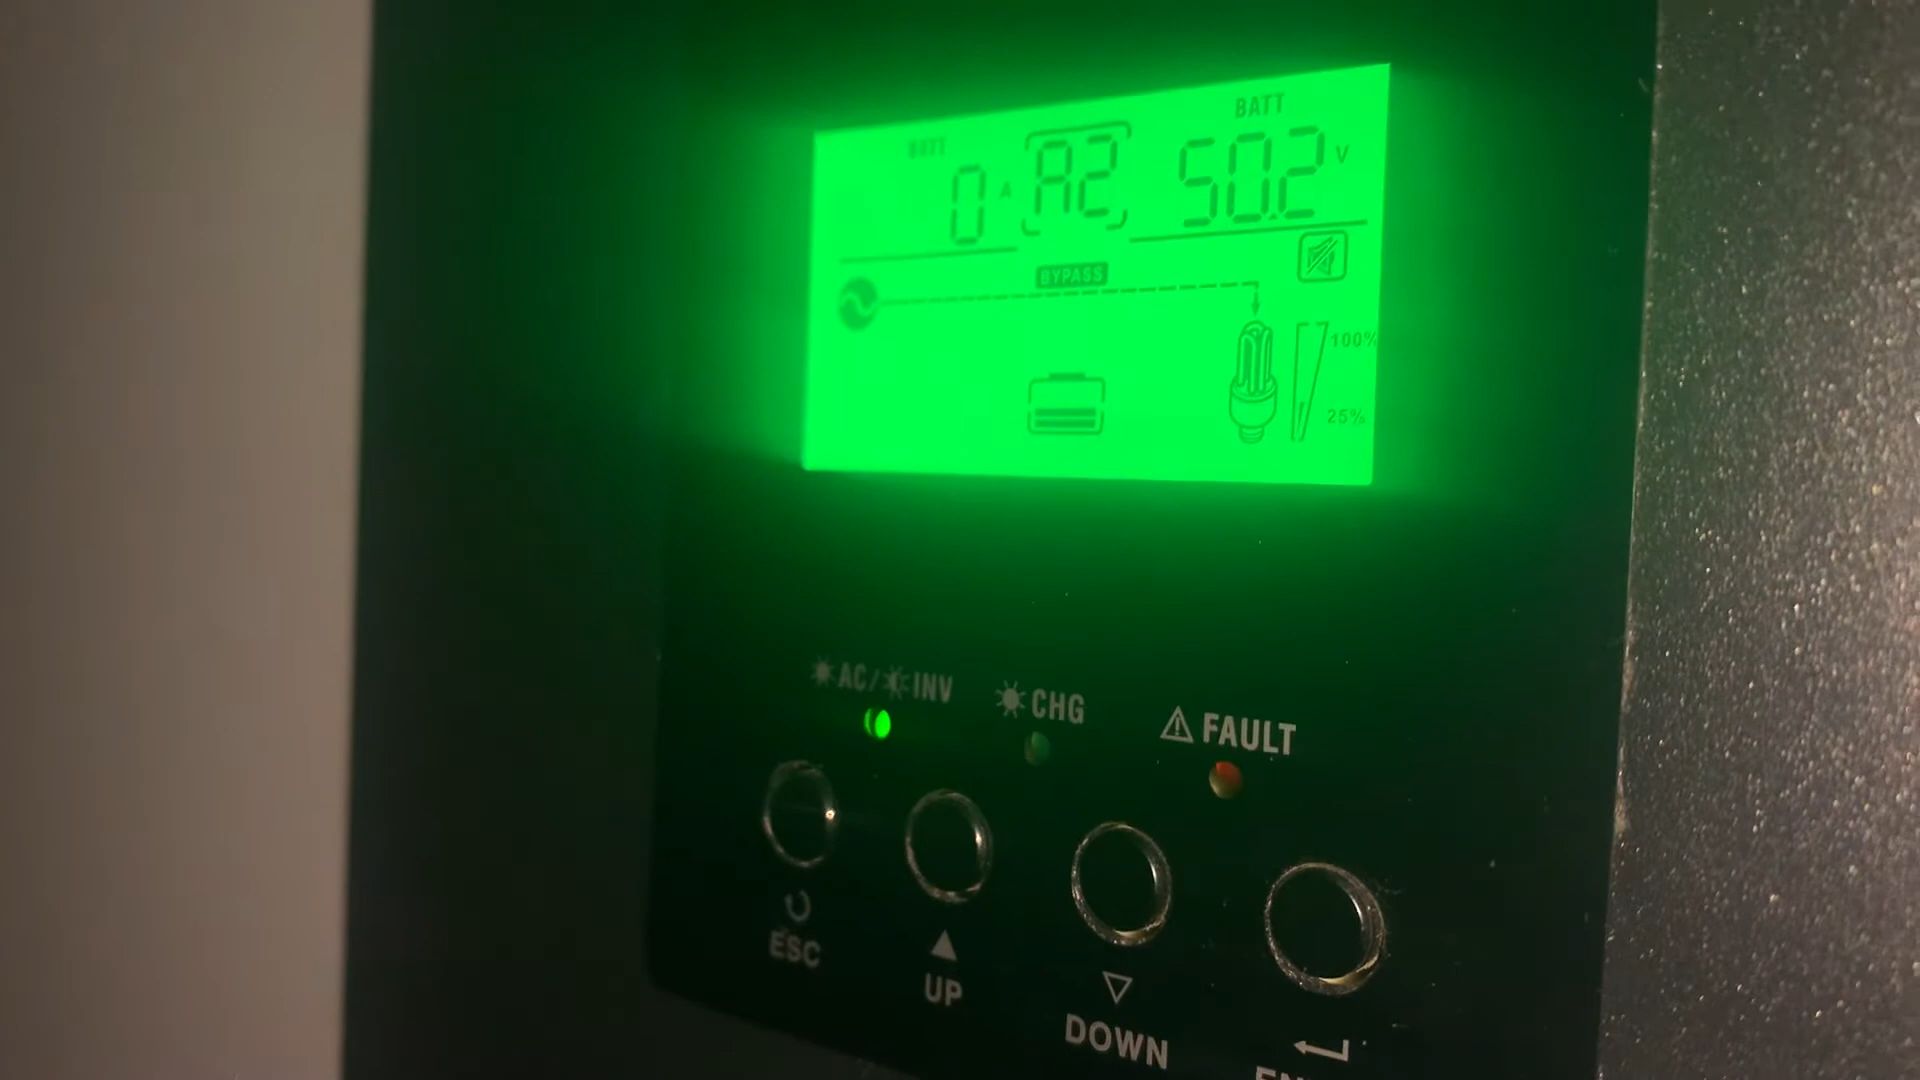 BATT
BATT
0 A A2 50.2 V
BYPASS
100%
25%
AC/ INV
CHG
FAULT
ESC
UP
DOWN